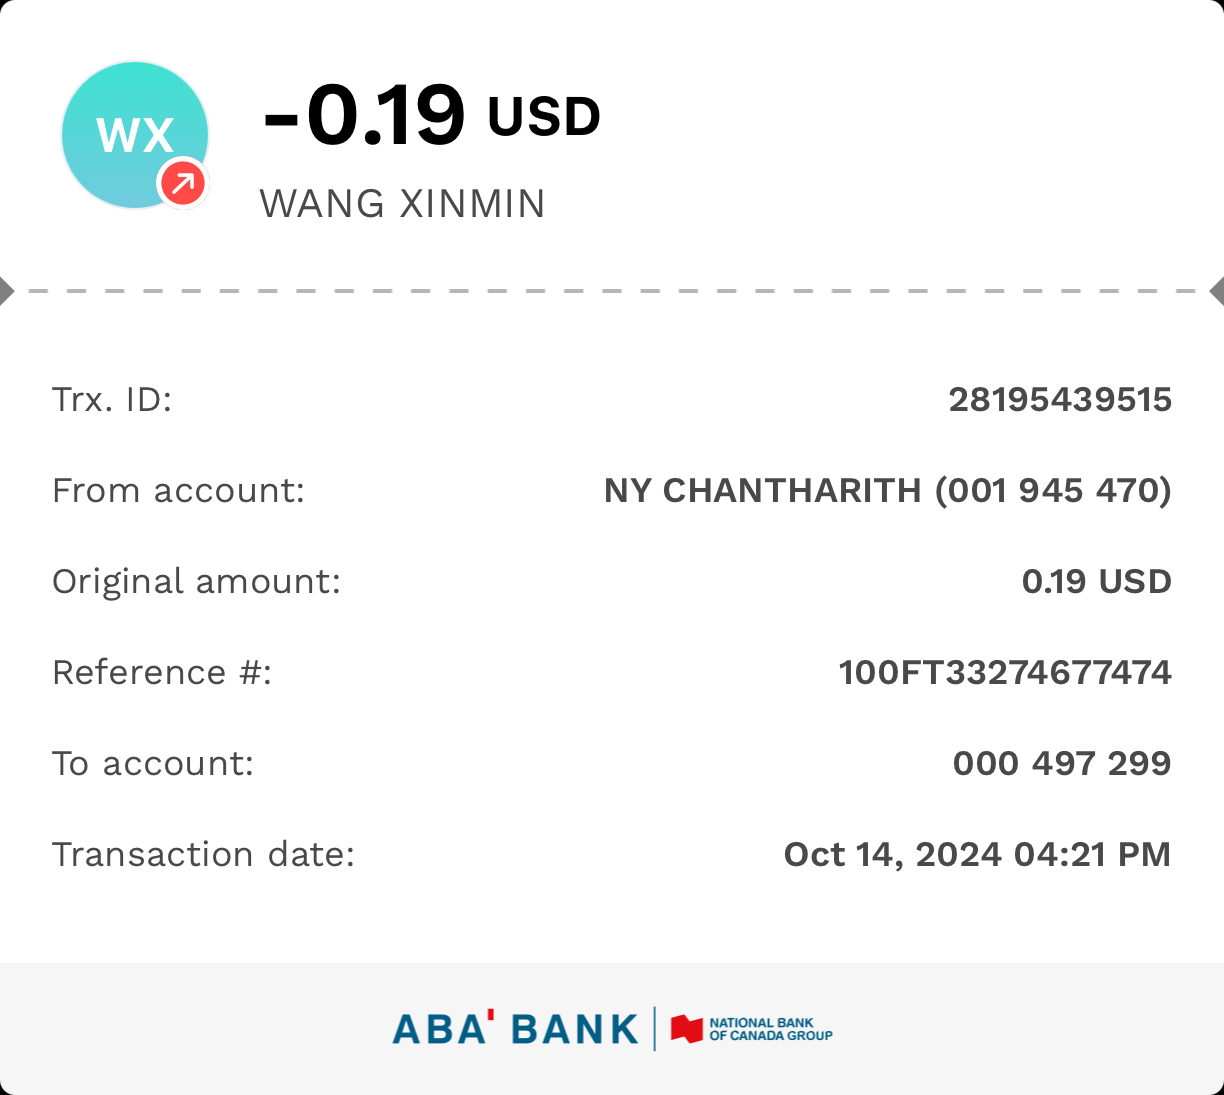 WX
-0.19 USD
WANG XINMIN
Trx. ID: 28195439515
From account: NY CHANTHARITH (001 945 470)
Original amount: 0.19 USD
Reference #: 100FT33274677474
To account: 000 497 299
Transaction date: Oct 14, 2024 04:21 PM
ABA' BANK
NATIONAL BANK
OF CANADA GROUP